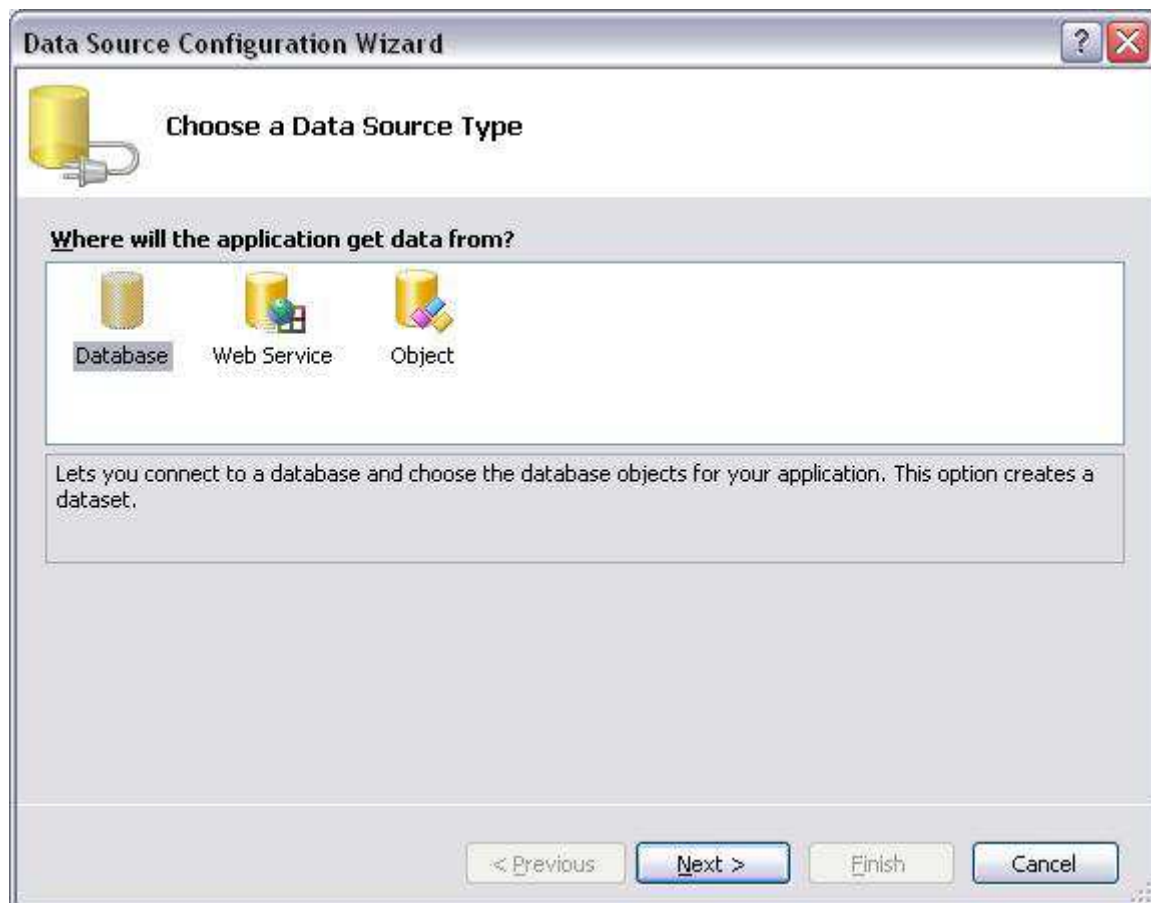 Data Source Configuration Wizard
?
Choose a Data Source Type
Where will the application get data from?
Database
Web Service
Object
Lets you connect to a database and choose the database objects for your application. This option creates a
dataset.
< Previous
Next >
Finish
Cancel